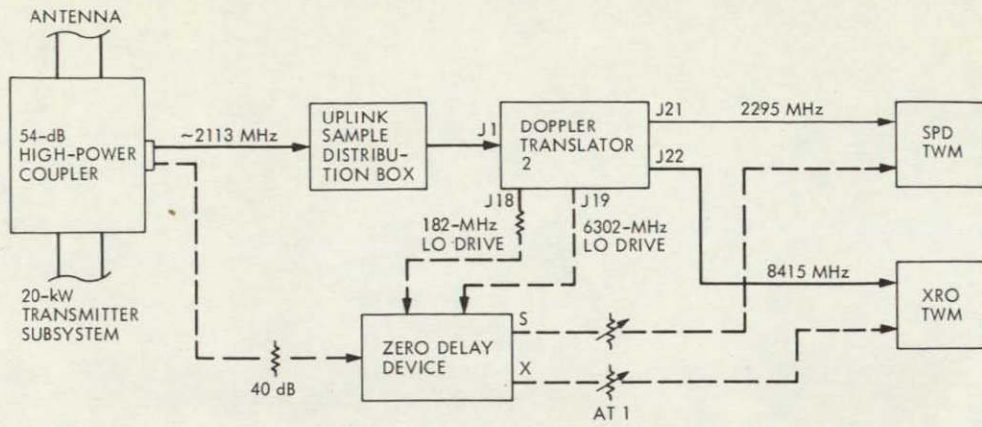 ANTENNA
54-dB
HIGH-POWER
COUPLER
~2113 MHz
UPLINK
SAMPLE
DISTRIBU-
TION BOX
J1
DOPPLER
TRANSLATOR
2
J21
2295 MHz
SPD
TWM
J22
J18
J19
182-MHz
LO DRIVE
6302-MHz
LO DRIVE
8415 MHz
XRO
TWM
20-kW
TRANSMITTER
SUBSYSTEM
40 dB
ZERO DELAY
DEVICE
S
X
AT 1